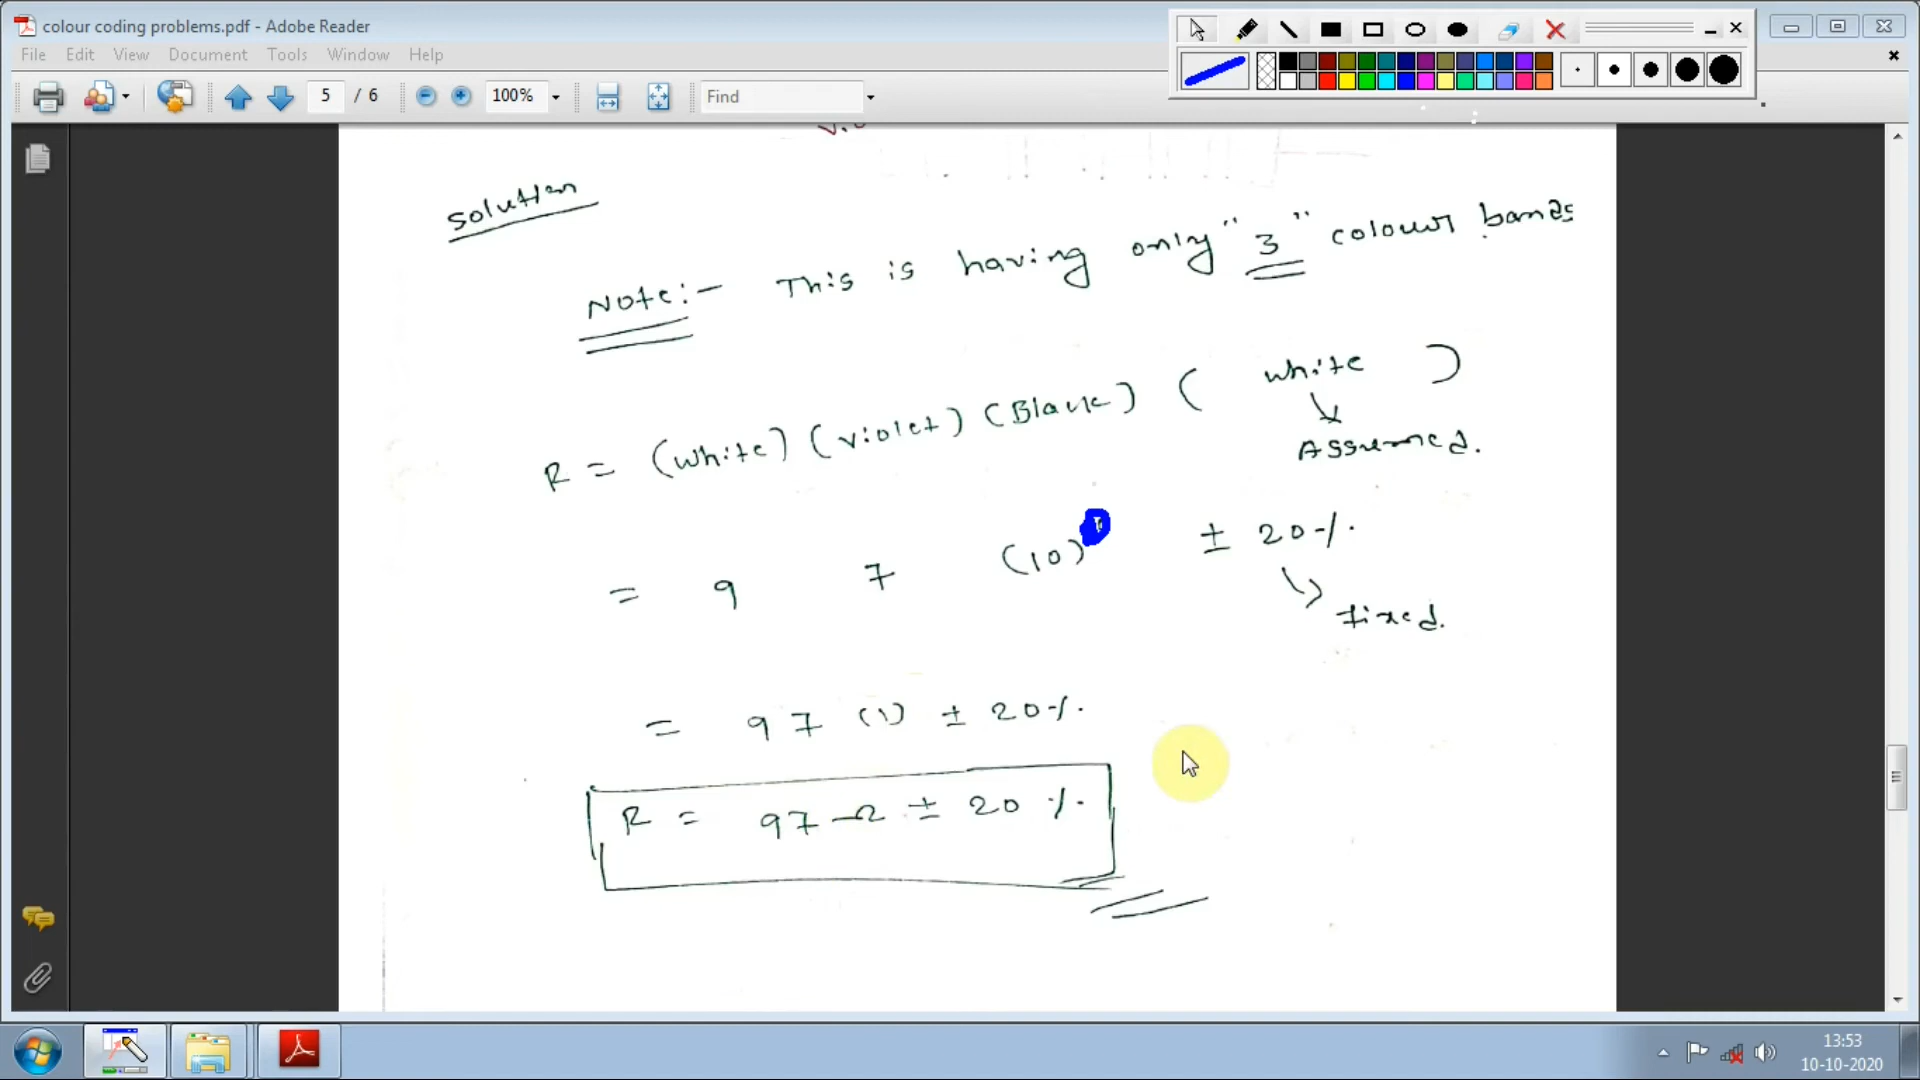 colour coding problems.pdf - Adobe Reader
File Edit View Document Tools Window Help
5 / 6 100% Find
Solution
Note:- This is having only "3" colour bands
R = (White) (Violet) (Black) ( White )
Assumed.
= 9 7 (10) ± 20%.
fixed.
= 97 (1) ± 20%.
R = 97 Ω ± 20 %.
13:53
10-10-2020